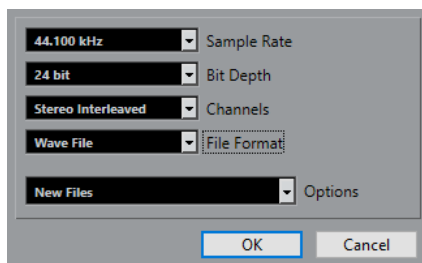 44.100 kHz Sample Rate
24 bit Bit Depth
Stereo Interleaved Channels
Wave File File Format
New Files Options
OK Cancel